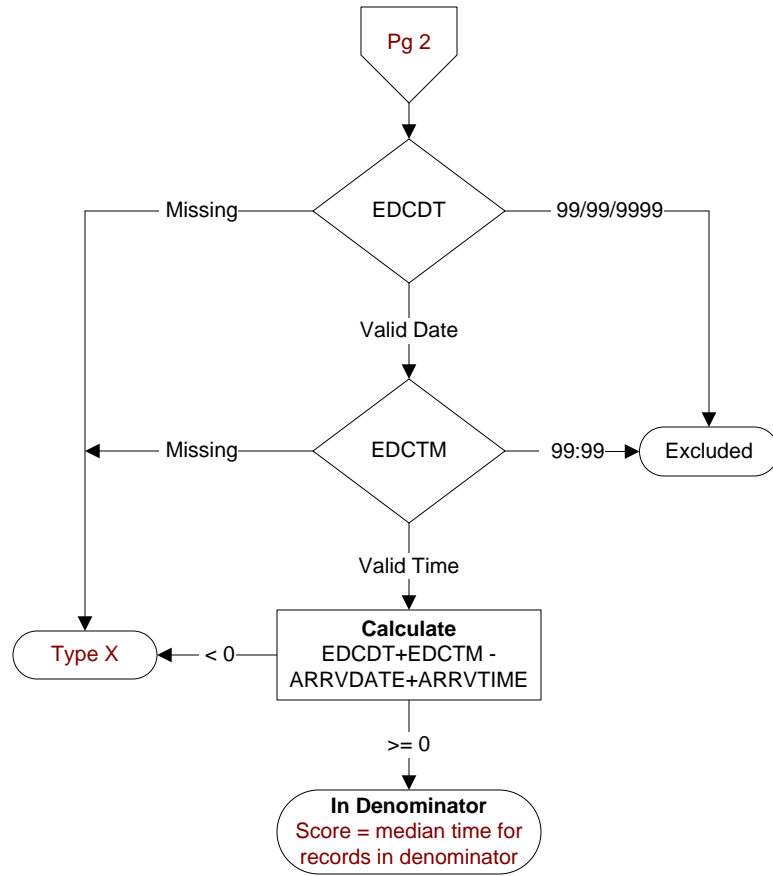 Pg 2
EDCDT
Missing
99/99/9999
Valid Date
EDCTM
Missing
99:99
Excluded
Valid Time
Calculate
EDCDT+EDCTM -
ARRVDATE+ARRVTIME
Type X
< 0
>= 0
In Denominator
Score = median time for
records in denominator